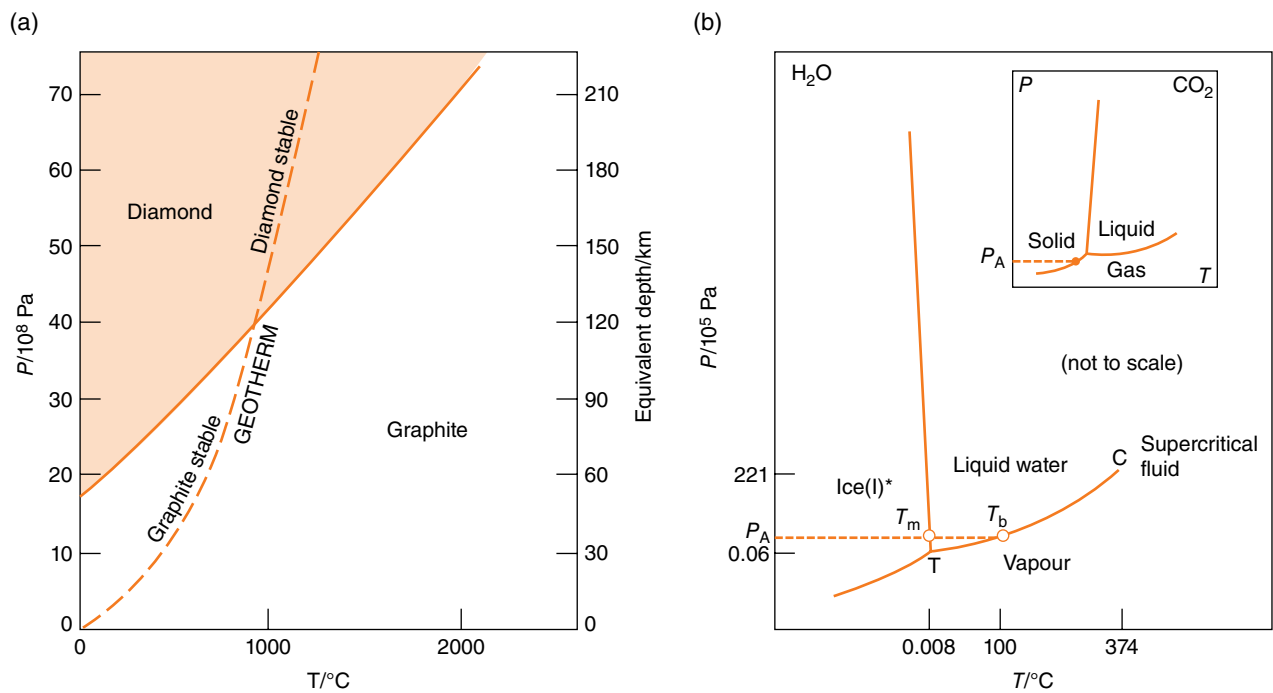 (a)
70
60
50
40
30
20
10
0
P/10⁸ Pa
Diamond
Diamond stable
GEOTHERM
Graphite stable
Graphite
210
180
150
120
90
60
30
0
Equivalent depth/km
0
1000
2000
T/°C
(b)
H₂O
P
CO₂
Solid
Liquid
P_A
Gas
T
P/10⁵ Pa
(not to scale)
221
P_A
0.06
Ice(I)*
Liquid water
C
Supercritical
fluid
T_m
T_b
T
Vapour
0.008
100
374
T/°C